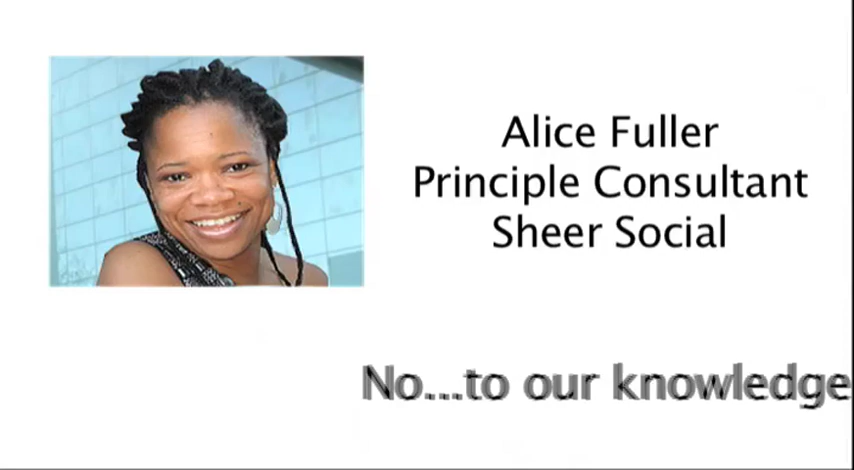 Alice Fuller
Principle Consultant
Sheer Social
No...to our knowledge